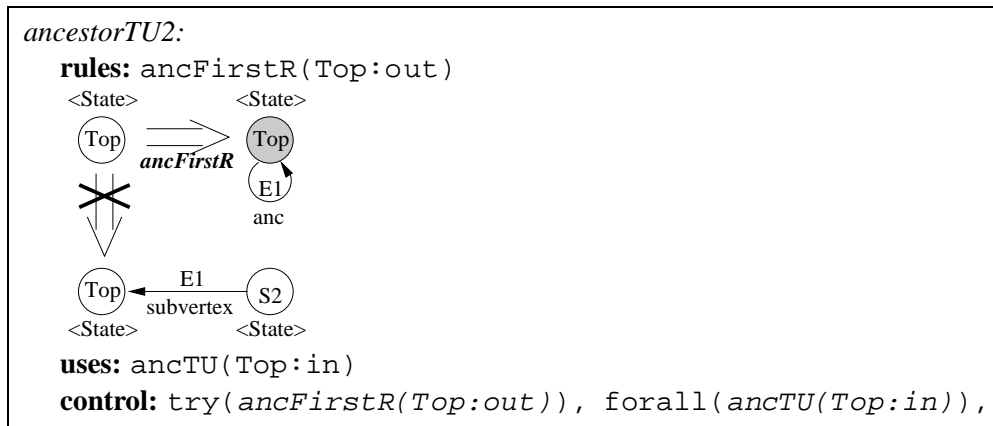 ancestorTU2:
rules: ancFirstR(Top:out)
<State> <State>
Top Top
ancFirstR
E1
anc
Top E1 S2
subvertex
<State> <State>
uses: ancTU(Top:in)
control: try(ancFirstR(Top:out)), forall(ancTU(Top:in)),